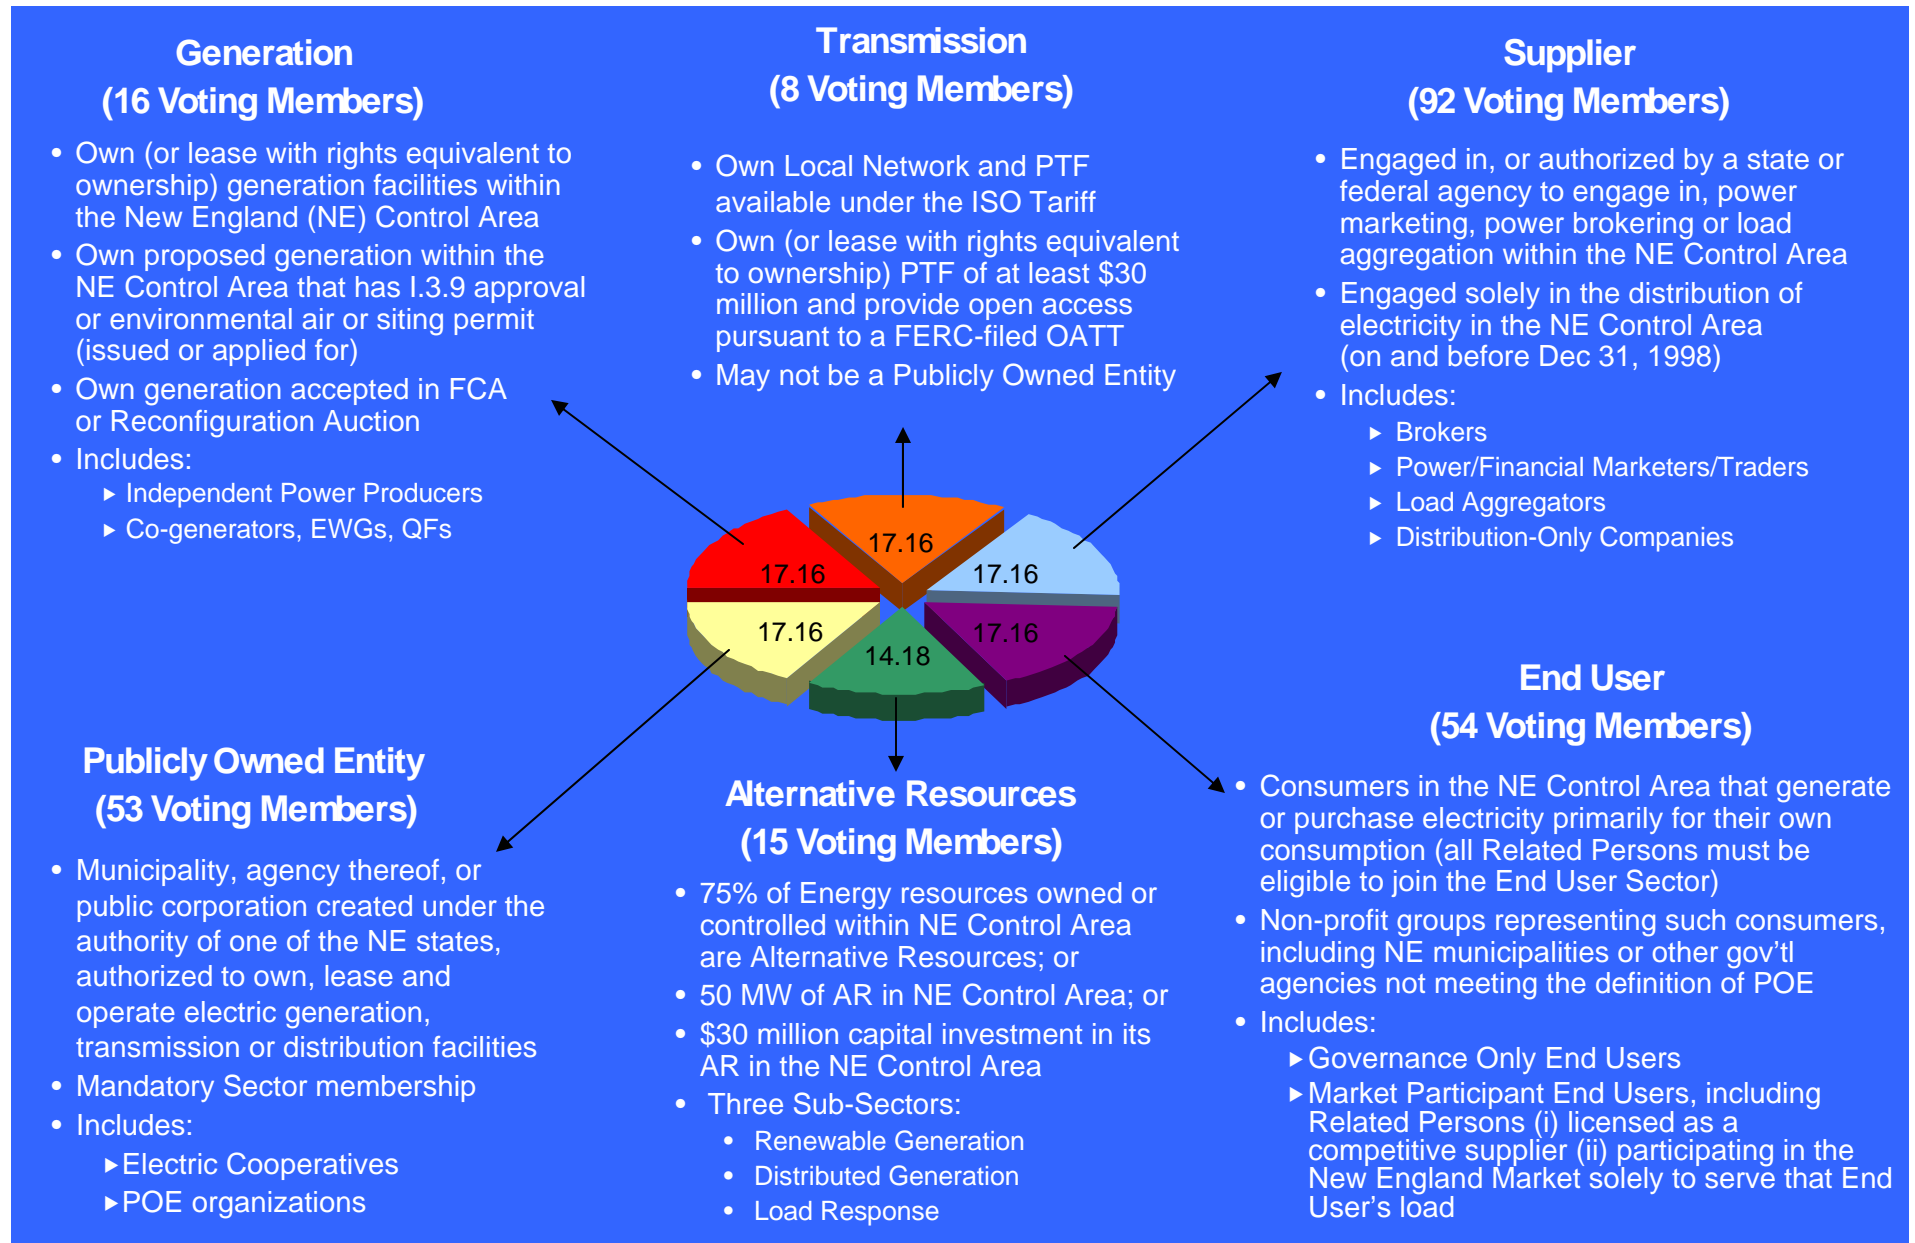 Generation
(16 Voting Members)
• Own (or lease with rights equivalent to
ownership) generation facilities within
the New England (NE) Control Area
• Own proposed generation within the
NE Control Area that has I.3.9 approval
or environmental air or siting permit
(issued or applied for)
• Own generation accepted in FCA
or Reconfiguration Auction
• Includes:
▸ Independent Power Producers
▸ Co-generators, EWGs, QFs
Transmission
(8 Voting Members)
• Own Local Network and PTF
available under the ISO Tariff
• Own (or lease with rights equivalent
to ownership) PTF of at least $30
million and provide open access
pursuant to a FERC-filed OATT
• May not be a Publicly Owned Entity
Supplier
(92 Voting Members)
• Engaged in, or authorized by a state or
federal agency to engage in, power
marketing, power brokering or load
aggregation within the NE Control Area
• Engaged solely in the distribution of
electricity in the NE Control Area
(on and before Dec 31, 1998)
• Includes:
▸ Brokers
▸ Power/Financial Marketers/Traders
▸ Load Aggregators
▸ Distribution-Only Companies
17.16
17.16
17.16
17.16
14.18
17.16
Publicly Owned Entity
(53 Voting Members)
• Municipality, agency thereof, or
public corporation created under the
authority of one of the NE states,
authorized to own, lease and
operate electric generation,
transmission or distribution facilities
• Mandatory Sector membership
• Includes:
▸Electric Cooperatives
▸POE organizations
Alternative Resources
(15 Voting Members)
• 75% of Energy resources owned or
controlled within NE Control Area
are Alternative Resources; or
• 50 MW of AR in NE Control Area; or
• $30 million capital investment in its
AR in the NE Control Area
• Three Sub-Sectors:
• Renewable Generation
• Distributed Generation
• Load Response
End User
(54 Voting Members)
• Consumers in the NE Control Area that generate
or purchase electricity primarily for their own
consumption (all Related Persons must be
eligible to join the End User Sector)
• Non-profit groups representing such consumers,
including NE municipalities or other gov'tl
agencies not meeting the definition of POE
• Includes:
▸Governance Only End Users
▸Market Participant End Users, including
Related Persons (i) licensed as a
competitive supplier (ii) participating in the
New England Market solely to serve that End
User's load